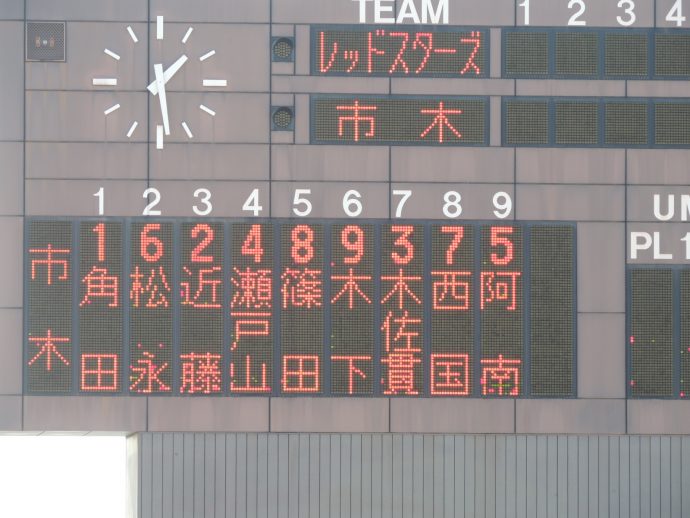 TEAM 1 2 3 4
レッドスターズ
市木
1 2 3 4 5 6 7 8 9
UM
PL 1
市木
1 角田
6 松永
2 近藤
4 瀬戸山
8 篠田
9 木下
3 木佐貫
7 西国
5 阿南